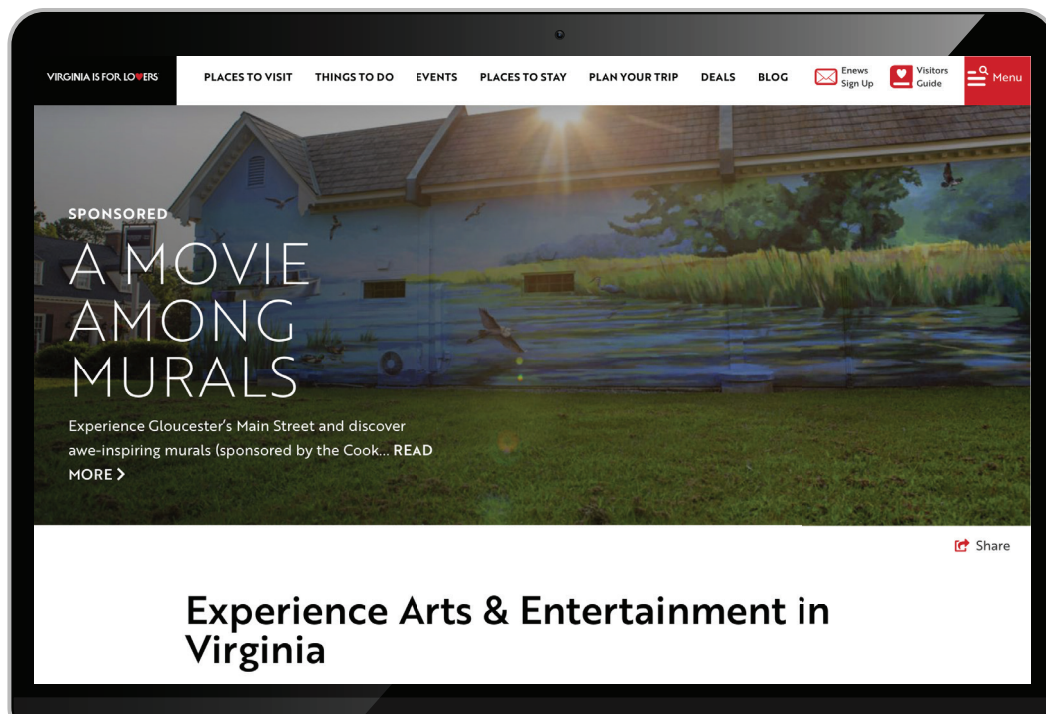 VIRGINIA IS FOR LO♥ERS
PLACES TO VISIT THINGS TO DO EVENTS PLACES TO STAY PLAN YOUR TRIP DEALS BLOG
Enews
Sign Up
Visitors
Guide
Menu
SPONSORED
A MOVIE
AMONG
MURALS
Experience Gloucester's Main Street and discover
awe-inspiring murals (sponsored by the Cook... READ
MORE >
Share
Experience Arts & Entertainment in
Virginia